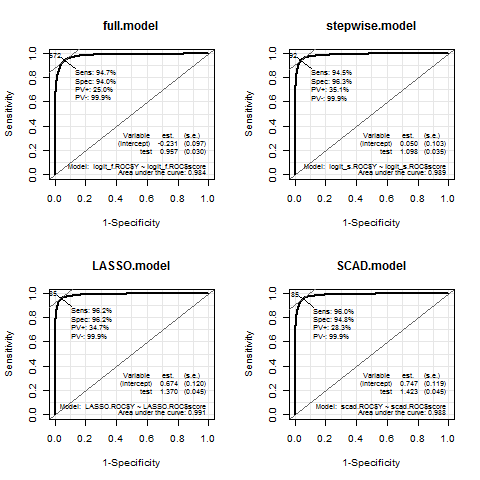 full.model
Sensitivity
0.0 0.2 0.4 0.6 0.8 1.0
Sens: 94.7%
Spec: 94.0%
PV+: 25.0%
PV-: 99.9%
Variable est. (s.e.)
(Intercept) -0.231 (0.097)
test 0.957 (0.030)
Model: logit_f.ROC$Y ~ logit_f.ROC$score
Area under the curve: 0.984
0.0 0.2 0.4 0.6 0.8 1.0
1-Specificity
stepwise.model
Sensitivity
0.0 0.2 0.4 0.6 0.8 1.0
Sens: 94.5%
Spec: 96.3%
PV+: 35.1%
PV-: 99.9%
Variable est. (s.e.)
(Intercept) 0.050 (0.103)
test 1.098 (0.035)
Model: logit_s.ROC$Y ~ logit_s.ROC$score
Area under the curve: 0.989
0.0 0.2 0.4 0.6 0.8 1.0
1-Specificity
LASSO.model
Sensitivity
0.0 0.2 0.4 0.6 0.8 1.0
Sens: 96.2%
Spec: 96.2%
PV+: 34.7%
PV-: 99.9%
Variable est. (s.e.)
(Intercept) 0.674 (0.120)
test 1.370 (0.045)
Model: LASSO.ROC$Y ~ LASSO.ROC$score
Area under the curve: 0.991
0.0 0.2 0.4 0.6 0.8 1.0
1-Specificity
SCAD.model
Sensitivity
0.0 0.2 0.4 0.6 0.8 1.0
Sens: 96.0%
Spec: 94.8%
PV+: 28.3%
PV-: 99.9%
Variable est. (s.e.)
(Intercept) 0.747 (0.119)
test 1.423 (0.045)
Model: scad.ROC$Y ~ scad.ROC$score
Area under the curve: 0.988
0.0 0.2 0.4 0.6 0.8 1.0
1-Specificity